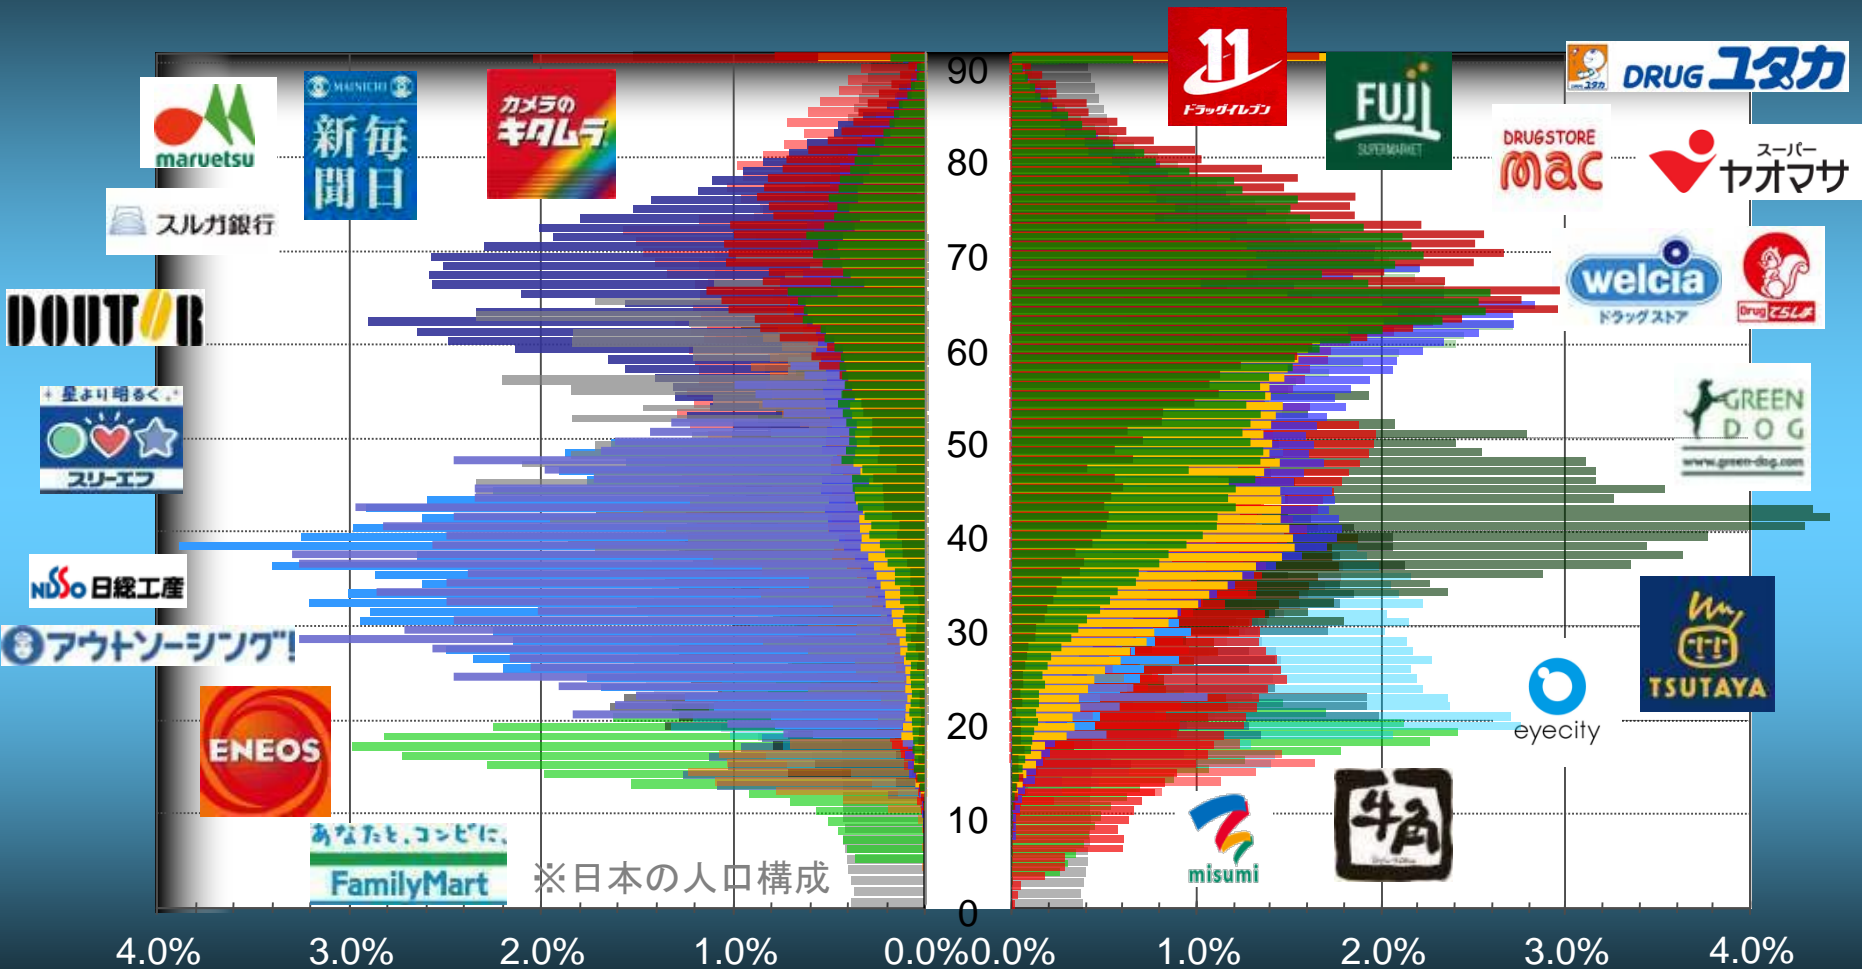 maruetsu
MAINICHI
毎日
新聞
カメラの
キタムラ
スルガ銀行
DOUTOR
星より明るく.
スリーエフ
NISSO 日総工産
アウトソーシング!
ENEOS
あなたと、コンビに、
FamilyMart
※日本の人口構成
90
80
70
60
50
40
30
20
10
0
11
ドラッグイレブン
FUJI
SUPERMARKET
ユタカ
DRUG ユタカ
DRUGSTORE
mac
スーパー
ヤオマサ
welcia
ドラッグストア
Drug てらしま
GREEN
DOG
www.green-dog.com
TSUTAYA
eyecity
misumi
牛角
4.0% 3.0% 2.0% 1.0% 0.0% 0.0% 1.0% 2.0% 3.0% 4.0%